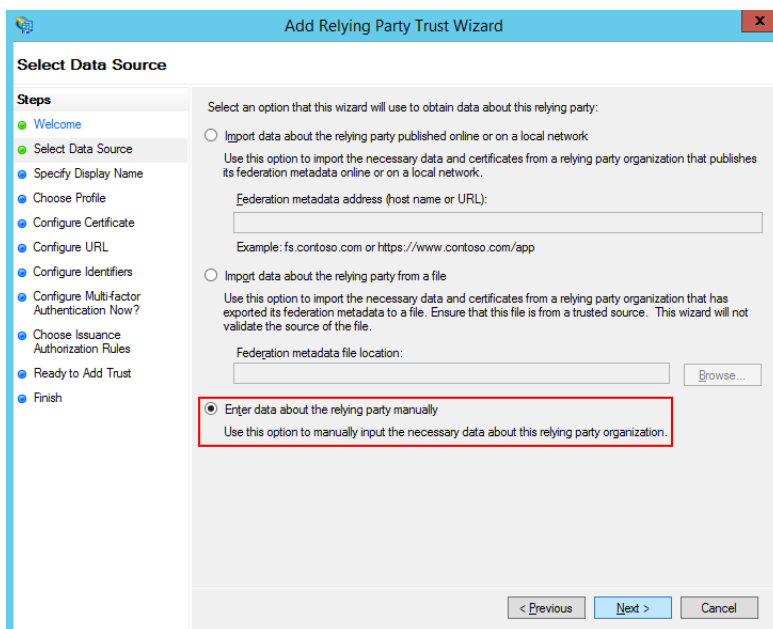 Add Relying Party Trust Wizard
x
Select Data Source
Steps
Welcome
Select Data Source
Specify Display Name
Choose Profile
Configure Certificate
Configure URL
Configure Identifiers
Configure Multi-factor
Authentication Now?
Choose Issuance
Authorization Rules
Ready to Add Trust
Finish
Select an option that this wizard will use to obtain data about this relying party:
Import data about the relying party published online or on a local network
Use this option to import the necessary data and certificates from a relying party organization that publishes
its federation metadata online or on a local network.
Federation metadata address (host name or URL):
Example: fs.contoso.com or https://www.contoso.com/app
Import data about the relying party from a file
Use this option to import the necessary data and certificates from a relying party organization that has
exported its federation metadata to a file. Ensure that this file is from a trusted source. This wizard will not
validate the source of the file.
Federation metadata file location:
Browse...
Enter data about the relying party manually
Use this option to manually input the necessary data about this relying party organization.
< Previous
Next >
Cancel